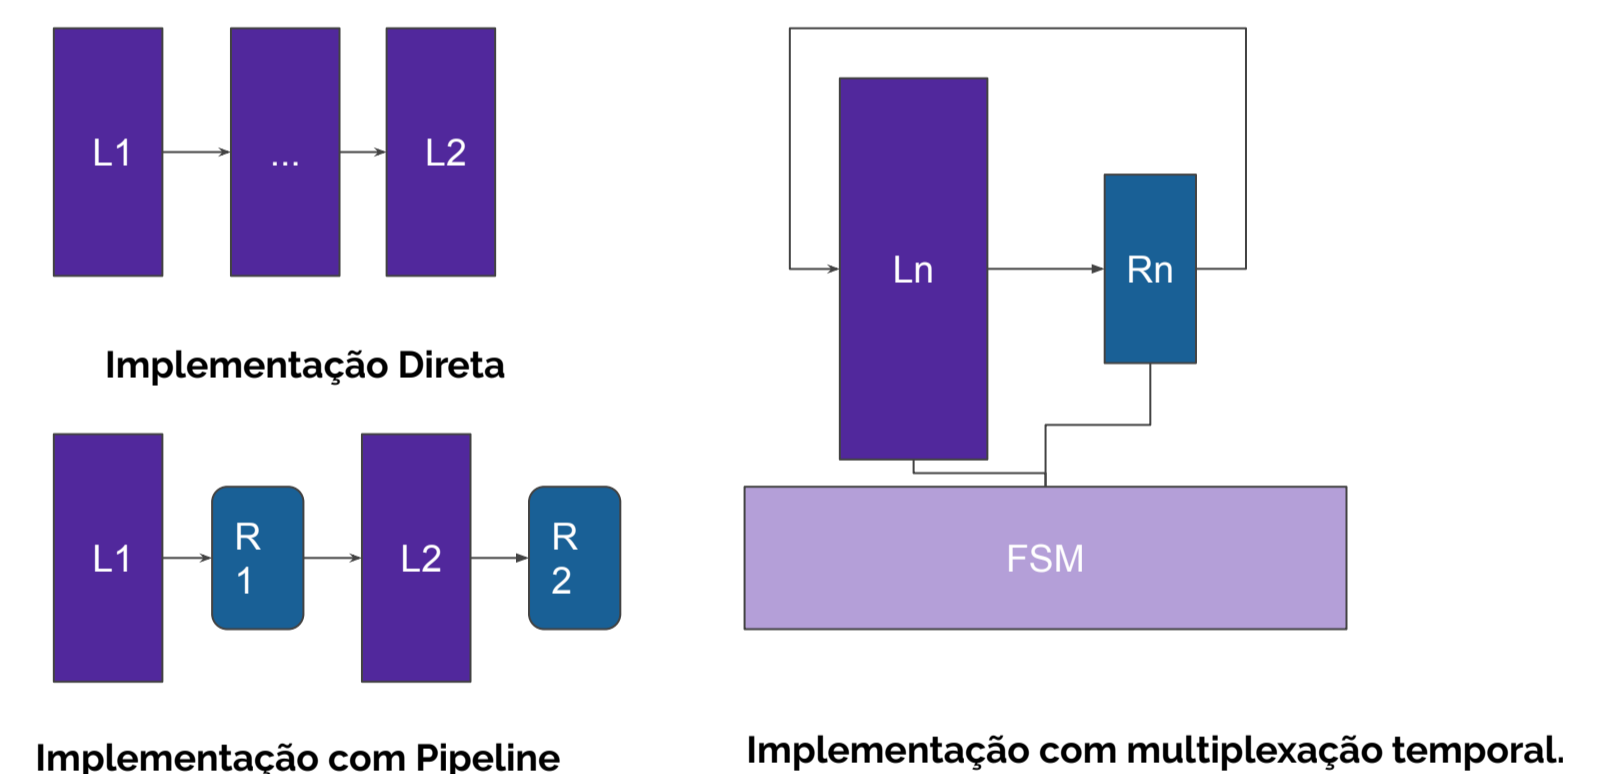 L1
...
L2
Implementação Direta
L1
R
1
L2
R
2
Implementação com Pipeline
Ln
Rn
FSM
Implementação com multiplexação temporal.